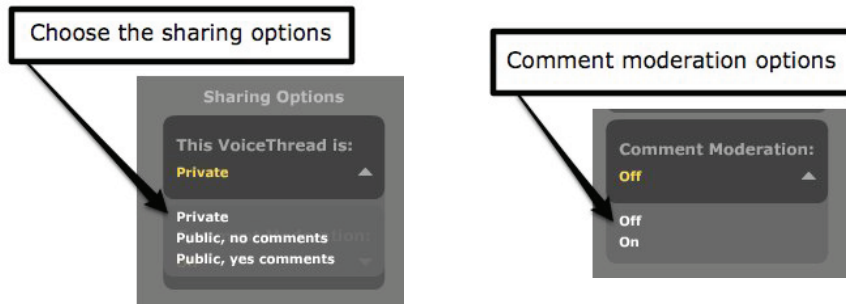 Choose the sharing options
Sharing Options
This VoiceThread is:
Private
Private
Public, no comments
Public, yes comments
Comment moderation options
Comment Moderation:
Off
Off
On